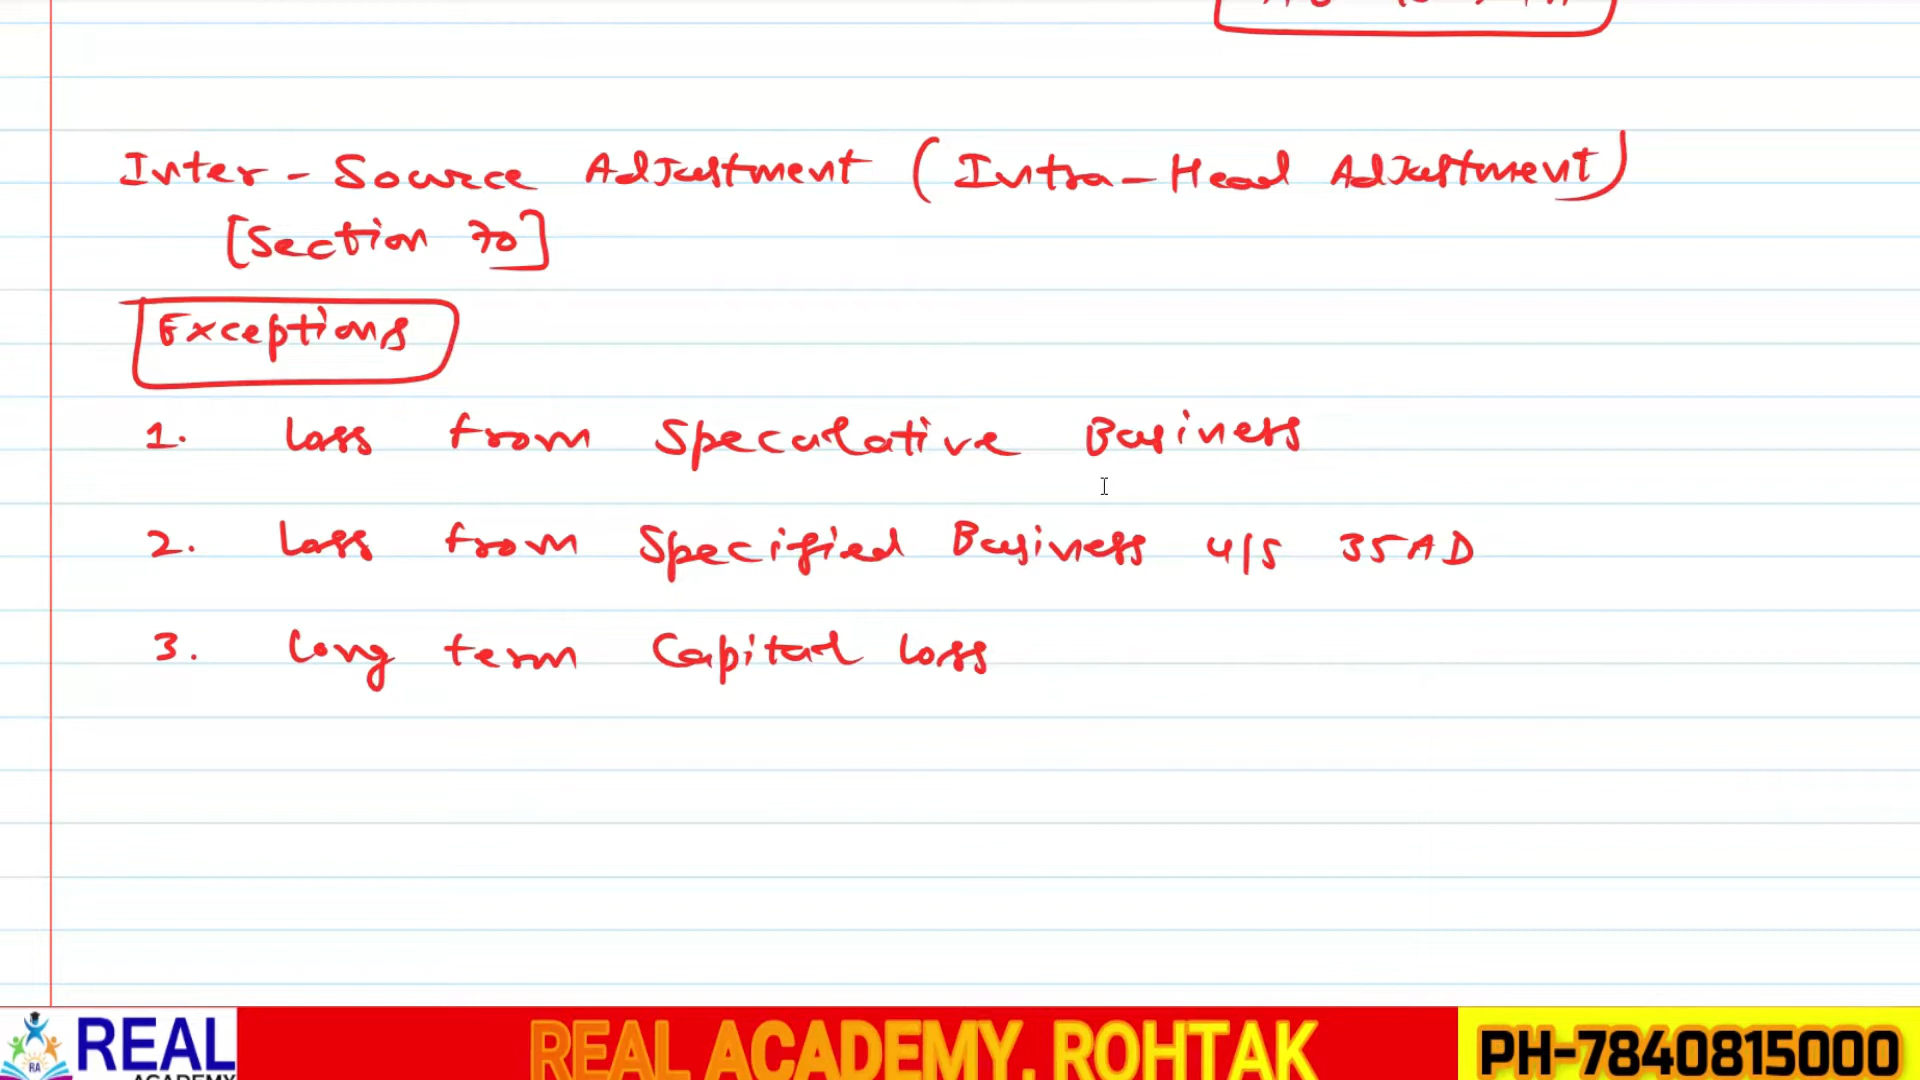 Inter - Source Adjustment (Intra-Head Adjustment)
[Section 70]
Exceptions
1. Loss from Speculative Business
2. Loss from Specified Business u/s 35AD
3. Long term Capital loss
REAL
ACADEMY
REAL ACADEMY, ROHTAK
PH-7840815000